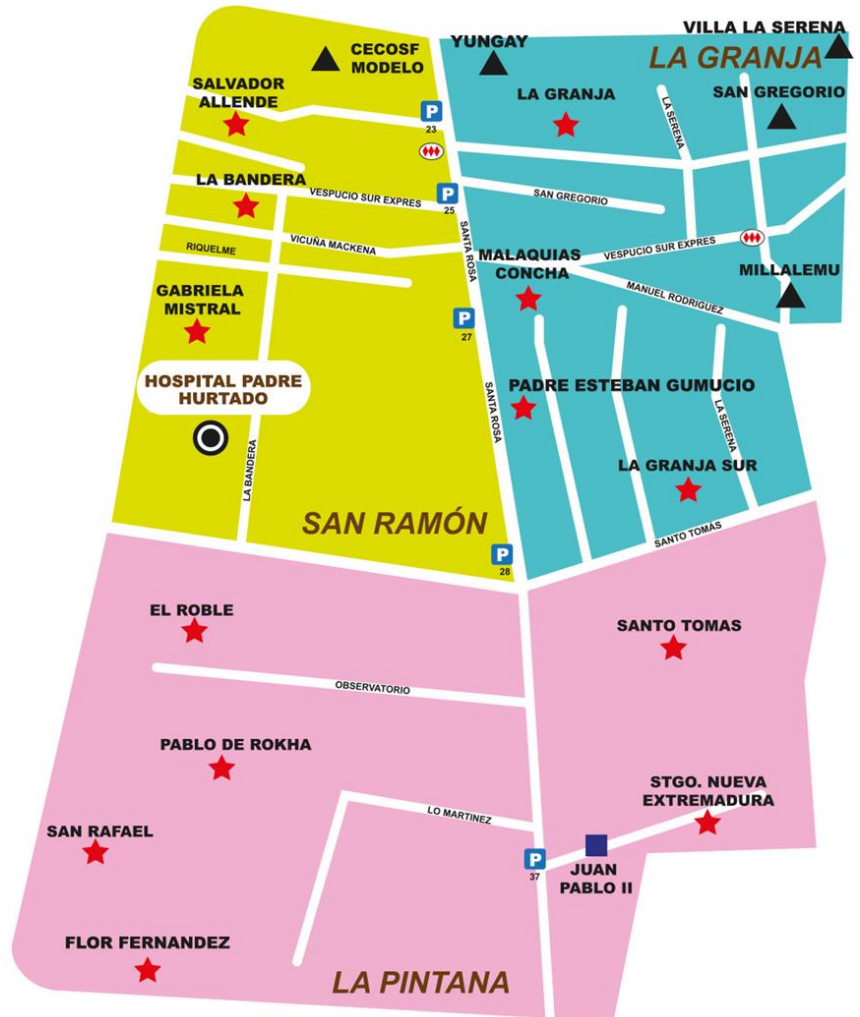 VILLA LA SERENA
CECOSF
MODELO
YUNGAY
LA GRANJA
SALVADOR
ALLENDE
LA GRANJA
SAN GREGORIO
LA SERENA
P
23
LA BANDERA
VESPUCIO SUR EXPRES
P
25
SAN GREGORIO
RIQUELME
VICUÑA MACKENA
SANTA ROSA
MALAQUIAS
CONCHA
VESPUCIO SUR EXPRES
MILLALEMU
GABRIELA
MISTRAL
MANUEL RODRIGUEZ
P
27
HOSPITAL PADRE
HURTADO
SANTA ROSA
PADRE ESTEBAN GUMUCIO
LA BANDERA
LA SERENA
LA GRANJA SUR
SAN RAMÓN
SANTO TOMÁS
P
28
EL ROBLE
SANTO TOMAS
OBSERVATORIO
PABLO DE ROKHA
STGO. NUEVA
EXTREMADURA
LO MARTINEZ
SAN RAFAEL
P
37
JUAN
PABLO II
FLOR FERNANDEZ
LA PINTANA